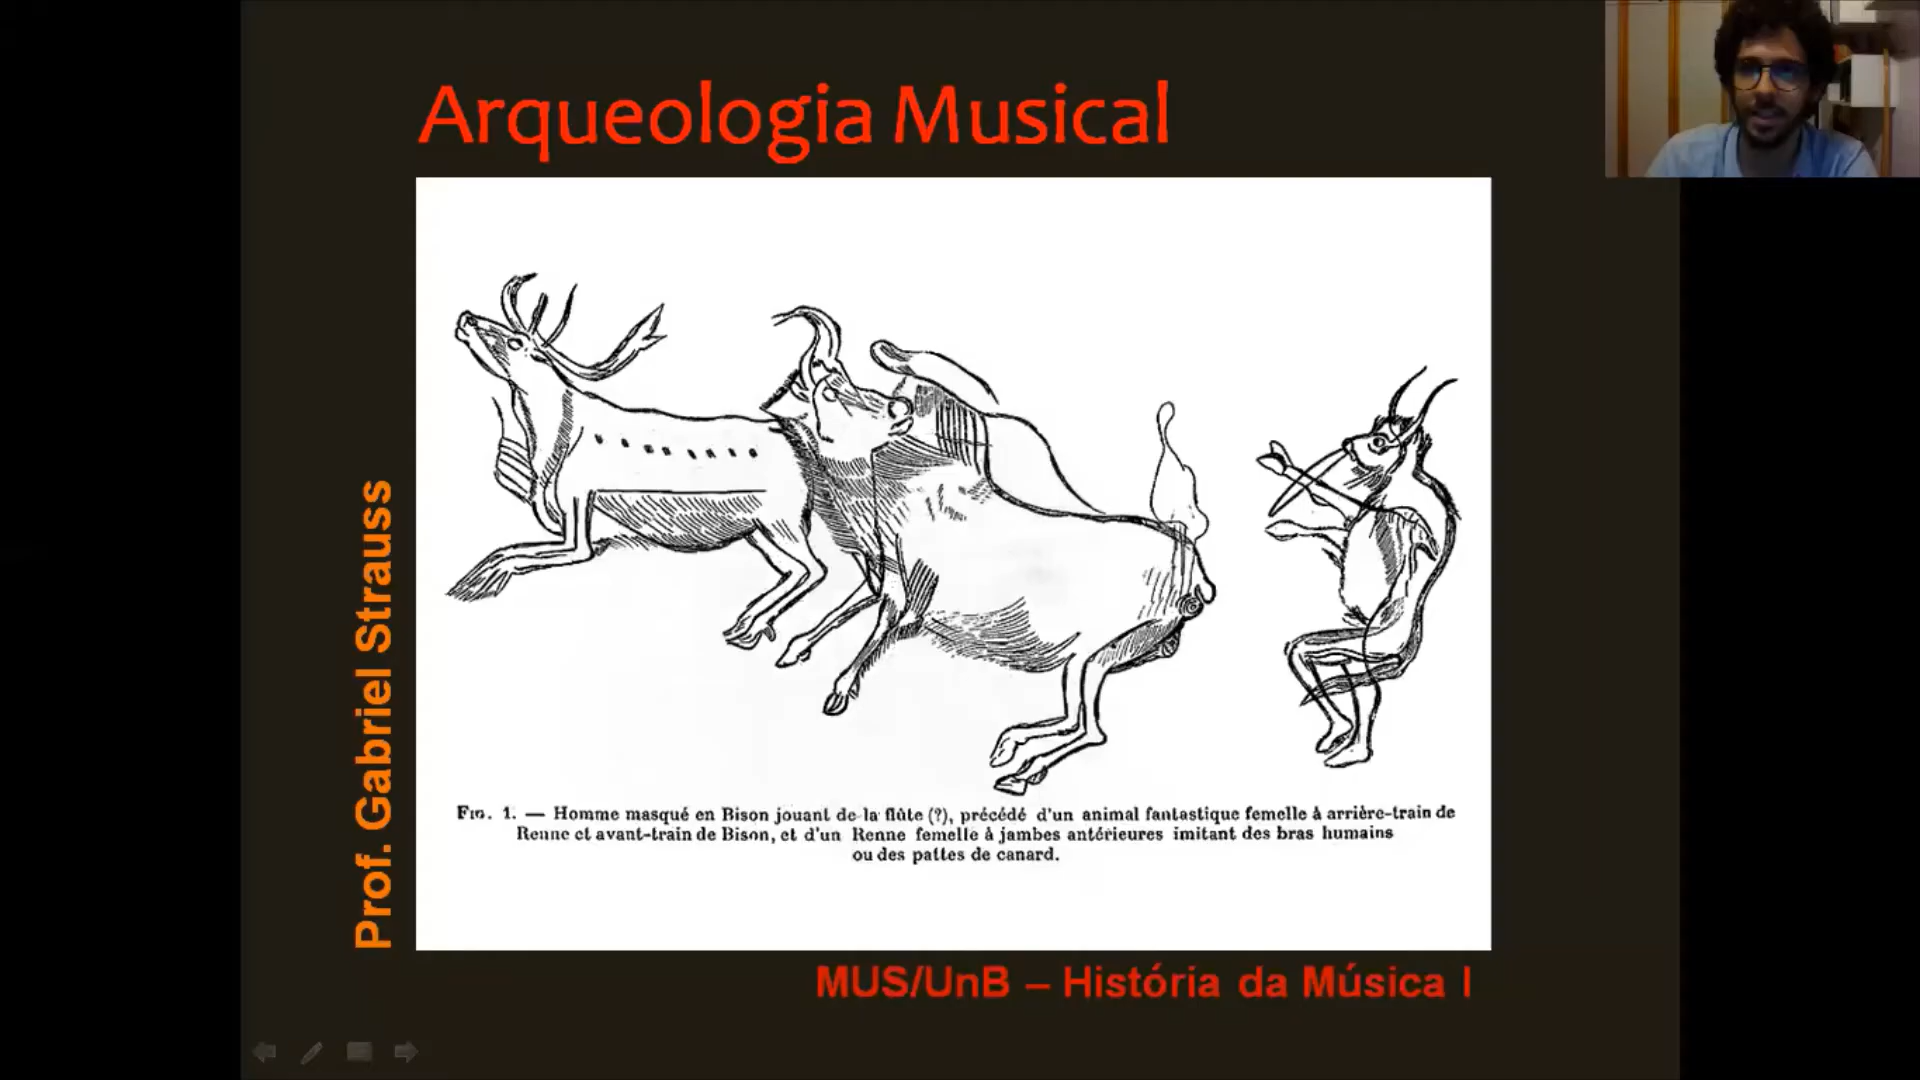 Arqueologia Musical
Prof. Gabriel Strauss
Fig. 1. — Homme masqué en Bison jouant de la flûte (?), précédé d'un animal fantastique femelle à arrière-train de
Renne et avant-train de Bison, et d'un Renne femelle à jambes antérieures imitant des bras humains
ou des pattes de canard.
MUS/UnB – História da Música I